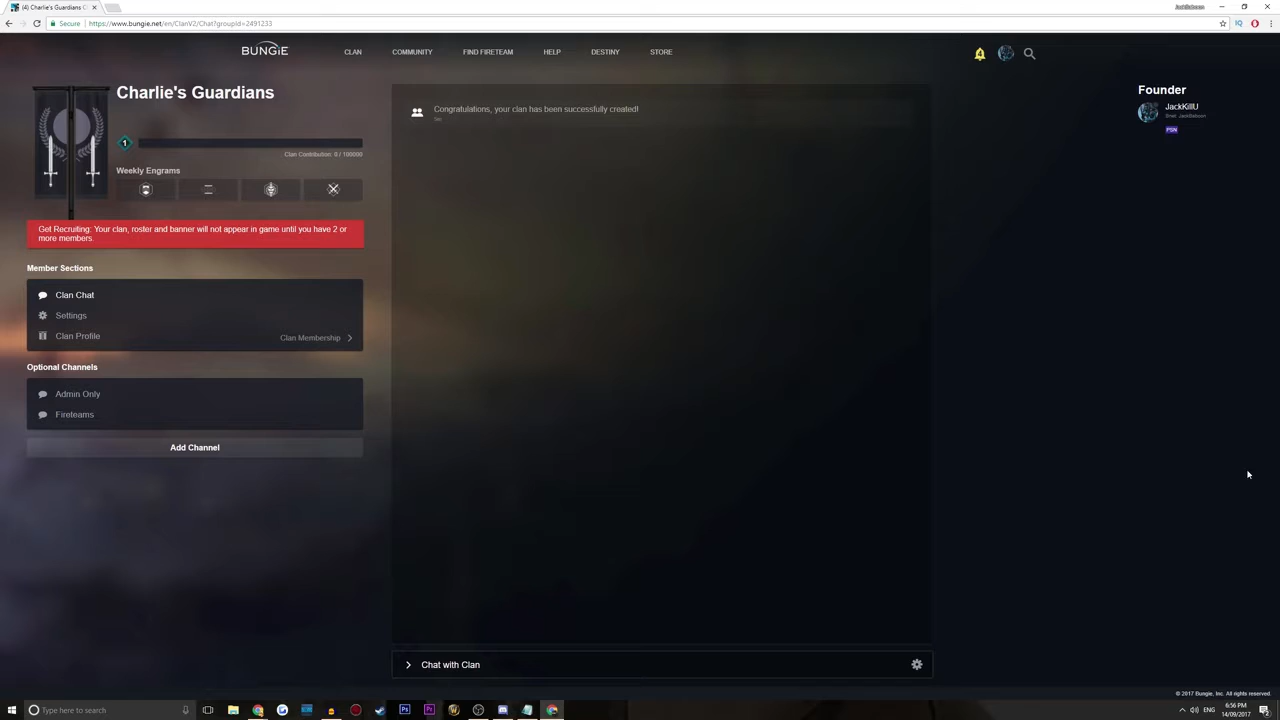 (4) Charlie's Guardians C
JackBatson
Secure
https://www.bungie.net/en/ClanV2/Chat?groupid=2491233
BUNGiE
CLAN
COMMUNITY
FIND FIRETEAM
HELP
DESTINY
STORE
4
Charlie's Guardians
1
Clan Contribution: 0 / 100000
Weekly Engrams
Get Recruiting: Your clan, roster and banner will not appear in game until you have 2 or
more members.
Member Sections
Clan Chat
Settings
Clan Profile
Clan Membership
Optional Channels
Admin Only
Fireteams
Add Channel
Congratulations, your clan has been successfully created!
Chat with Clan
Founder
JackKillU
PSN
© 2017 Bungie, Inc. All rights reserved.
Type here to search
ENG
6:56 PM
14/09/2017